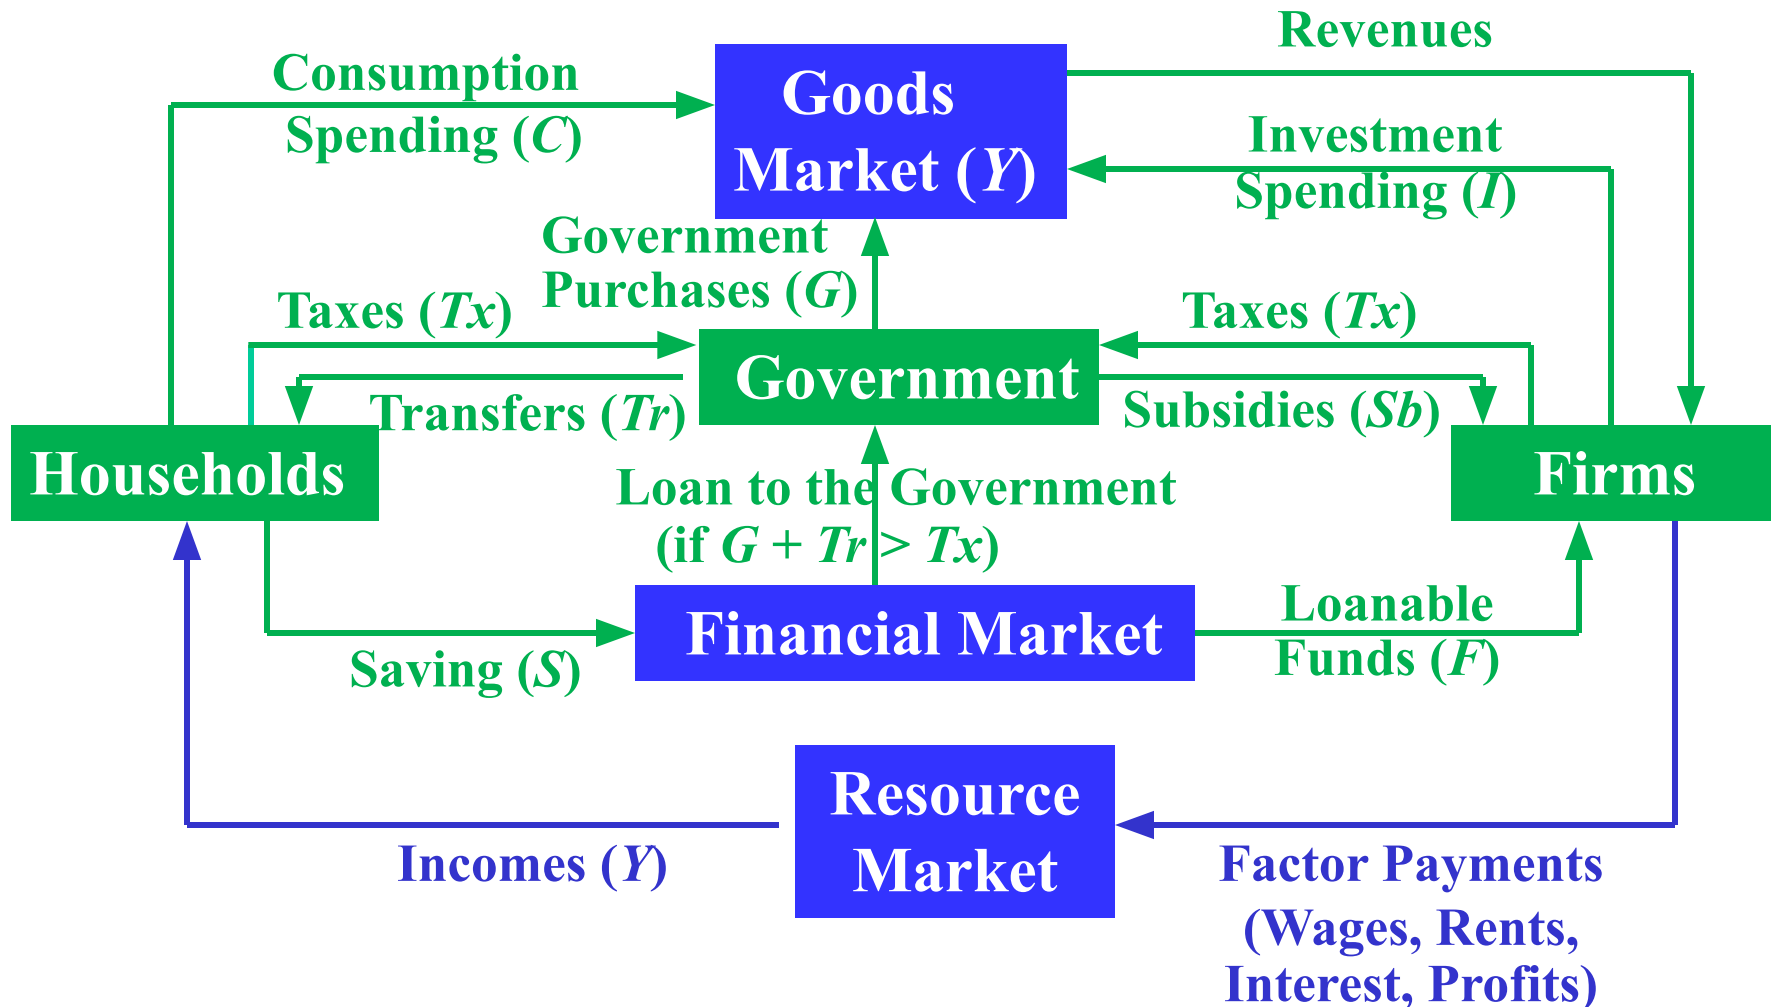 Revenues
Consumption
Spending (C)
Goods
Market (Y)
Investment
Spending (I)
Government
Purchases (G)
Taxes (Tx)
Taxes (Tx)
Government
Transfers (Tr)
Subsidies (Sb)
Households
Firms
Loan to the Government
(if G + Tr > Tx)
Financial Market
Loanable
Funds (F)
Saving (S)
Resource
Market
Incomes (Y)
Factor Payments
(Wages, Rents,
Interest, Profits)